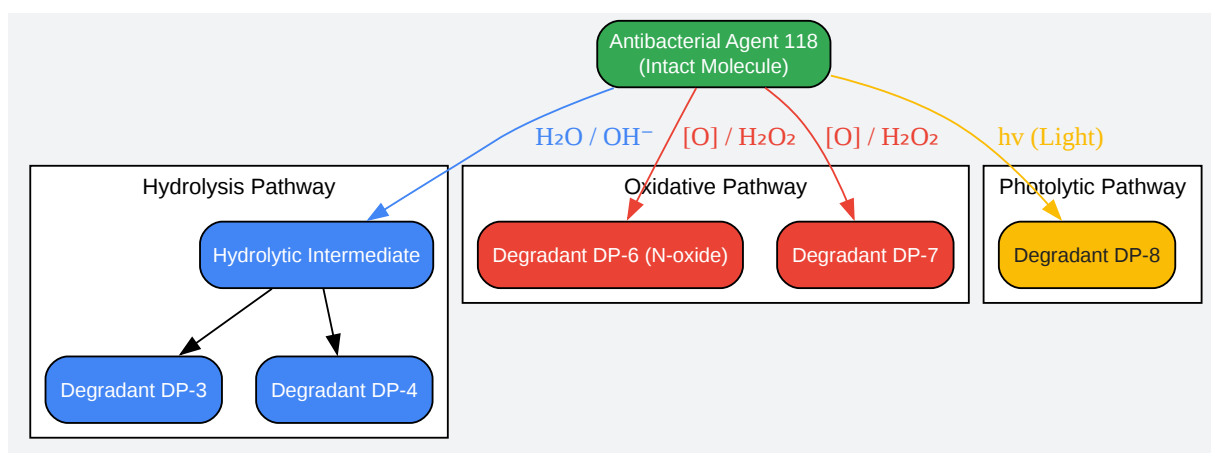 Antibacterial Agent 118
(Intact Molecule)
H₂O / OH⁻
[O] / H₂O₂
[O] / H₂O₂
hv (Light)
Hydrolysis Pathway
Oxidative Pathway
Photolytic Pathway
Hydrolytic Intermediate
Degradant DP-6 (N-oxide)
Degradant DP-7
Degradant DP-8
Degradant DP-3
Degradant DP-4